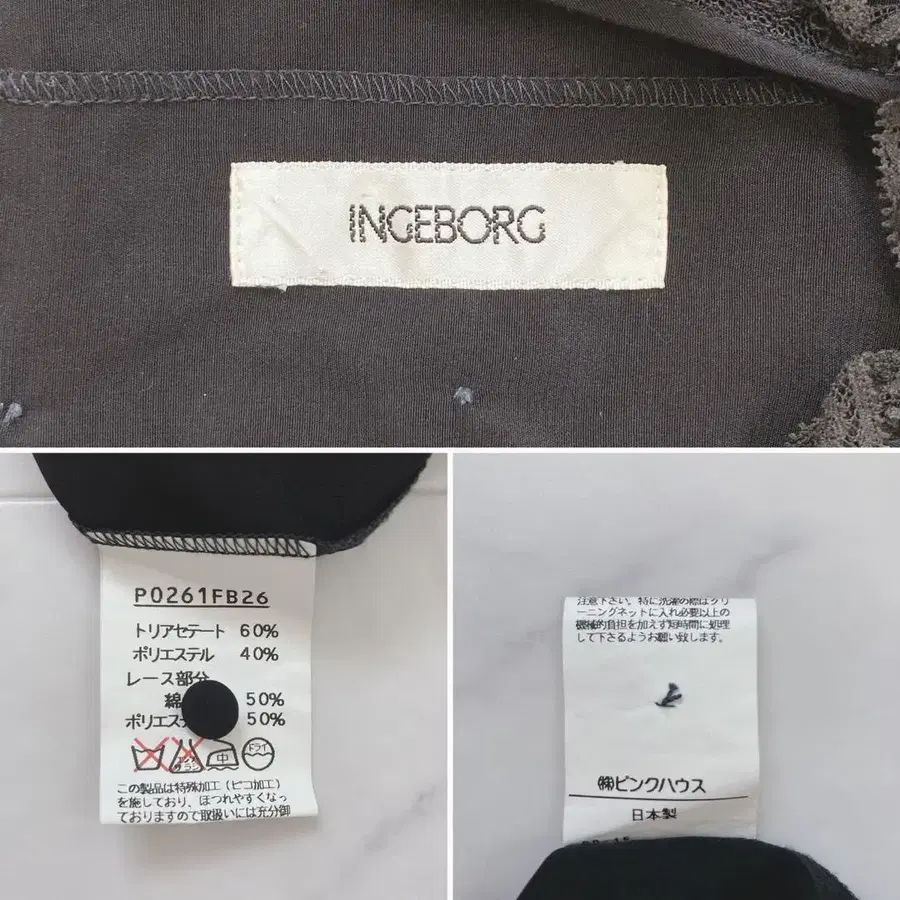 INGEBORG
P0261FB26
トリアセテート 60%
ポリエステル 40%
レース部分
綿 50%
ポリエス 50%
エンソ サラシ 中 ドライ
この製品は特殊加工(ピコ加工)
を施しており、ほつれやすくなっ
ておりますので取扱いには充分御
注意下さい。特に洗濯の際はクリ
ーニングネットに入れ必要以上の
機械的負担を加えず短時間に処理
して下さるようお願い致します。
㈱ピンクハウス
日本製